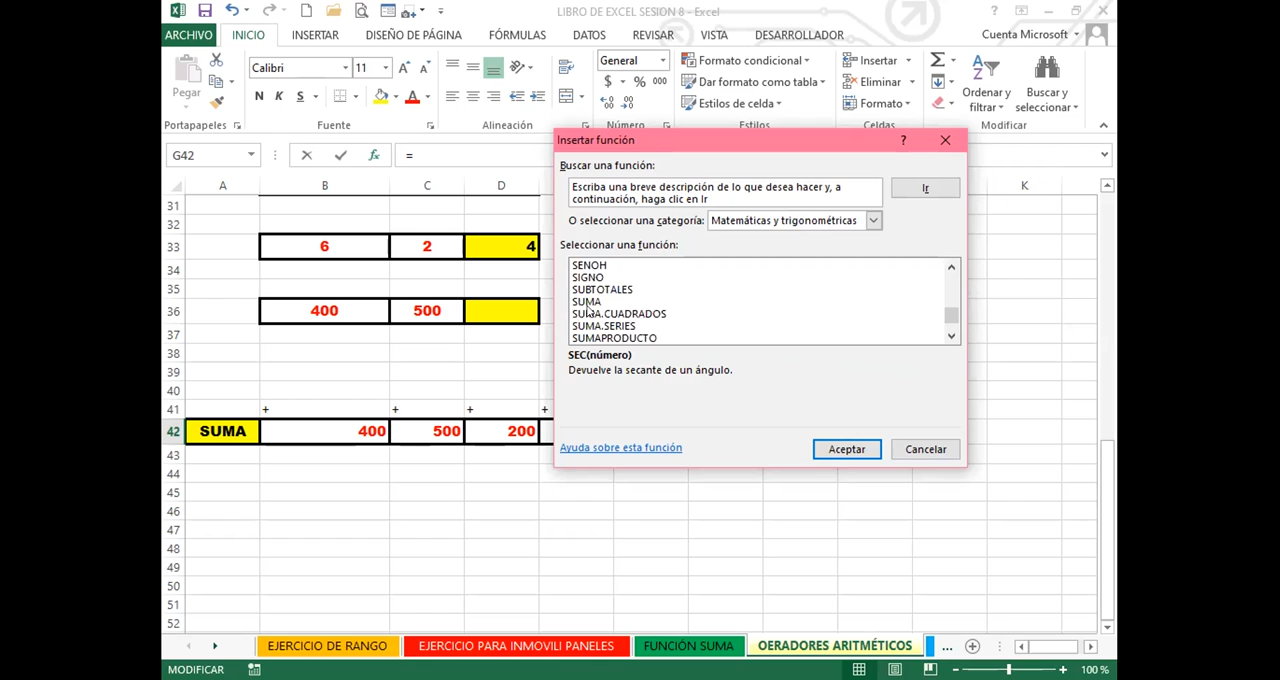 LIBRO DE EXCEL SESION 8 - Excel
?
ARCHIVO INICIO INSERTAR DISEÑO DE PÁGINA FÓRMULAS DATOS REVISAR VISTA DESARROLLADOR Cuenta Microsoft
Pegar
Portapapeles
Calibri 11
N K S
Fuente
Alineación
General
$ % 000
Número
Formato condicional
Dar formato como tabla
Estilos de celda
Estilos
Insertar
Eliminar
Formato
Celdas
Ordenar y
filtrar
Buscar y
seleccionar
Modificar
G42 fx =
A B C D K
31
32
33 6 2 4
34
35
36 400 500
37
38
39
40
41 + + + +
42 SUMA 400 500 200
43
44
45
46
47
48
49
50
51
52
Insertar función ?
Buscar una función:
Escriba una breve descripción de lo que desea hacer y, a
continuación, haga clic en Ir
Ir
O seleccionar una categoría: Matemáticas y trigonométricas
Seleccionar una función:
SENOH
SIGNO
SUBTOTALES
SUMA
SUMA.CUADRADOS
SUMA.SERIES
SUMAPRODUCTO
SEC(número)
Devuelve la secante de un ángulo.
Ayuda sobre esta función
Aceptar Cancelar
EJERCICIO DE RANGO EJERCICIO PARA INMOVILI PANELES FUNCIÓN SUMA OERADORES ARITMÉTICOS ...
MODIFICAR 100 %